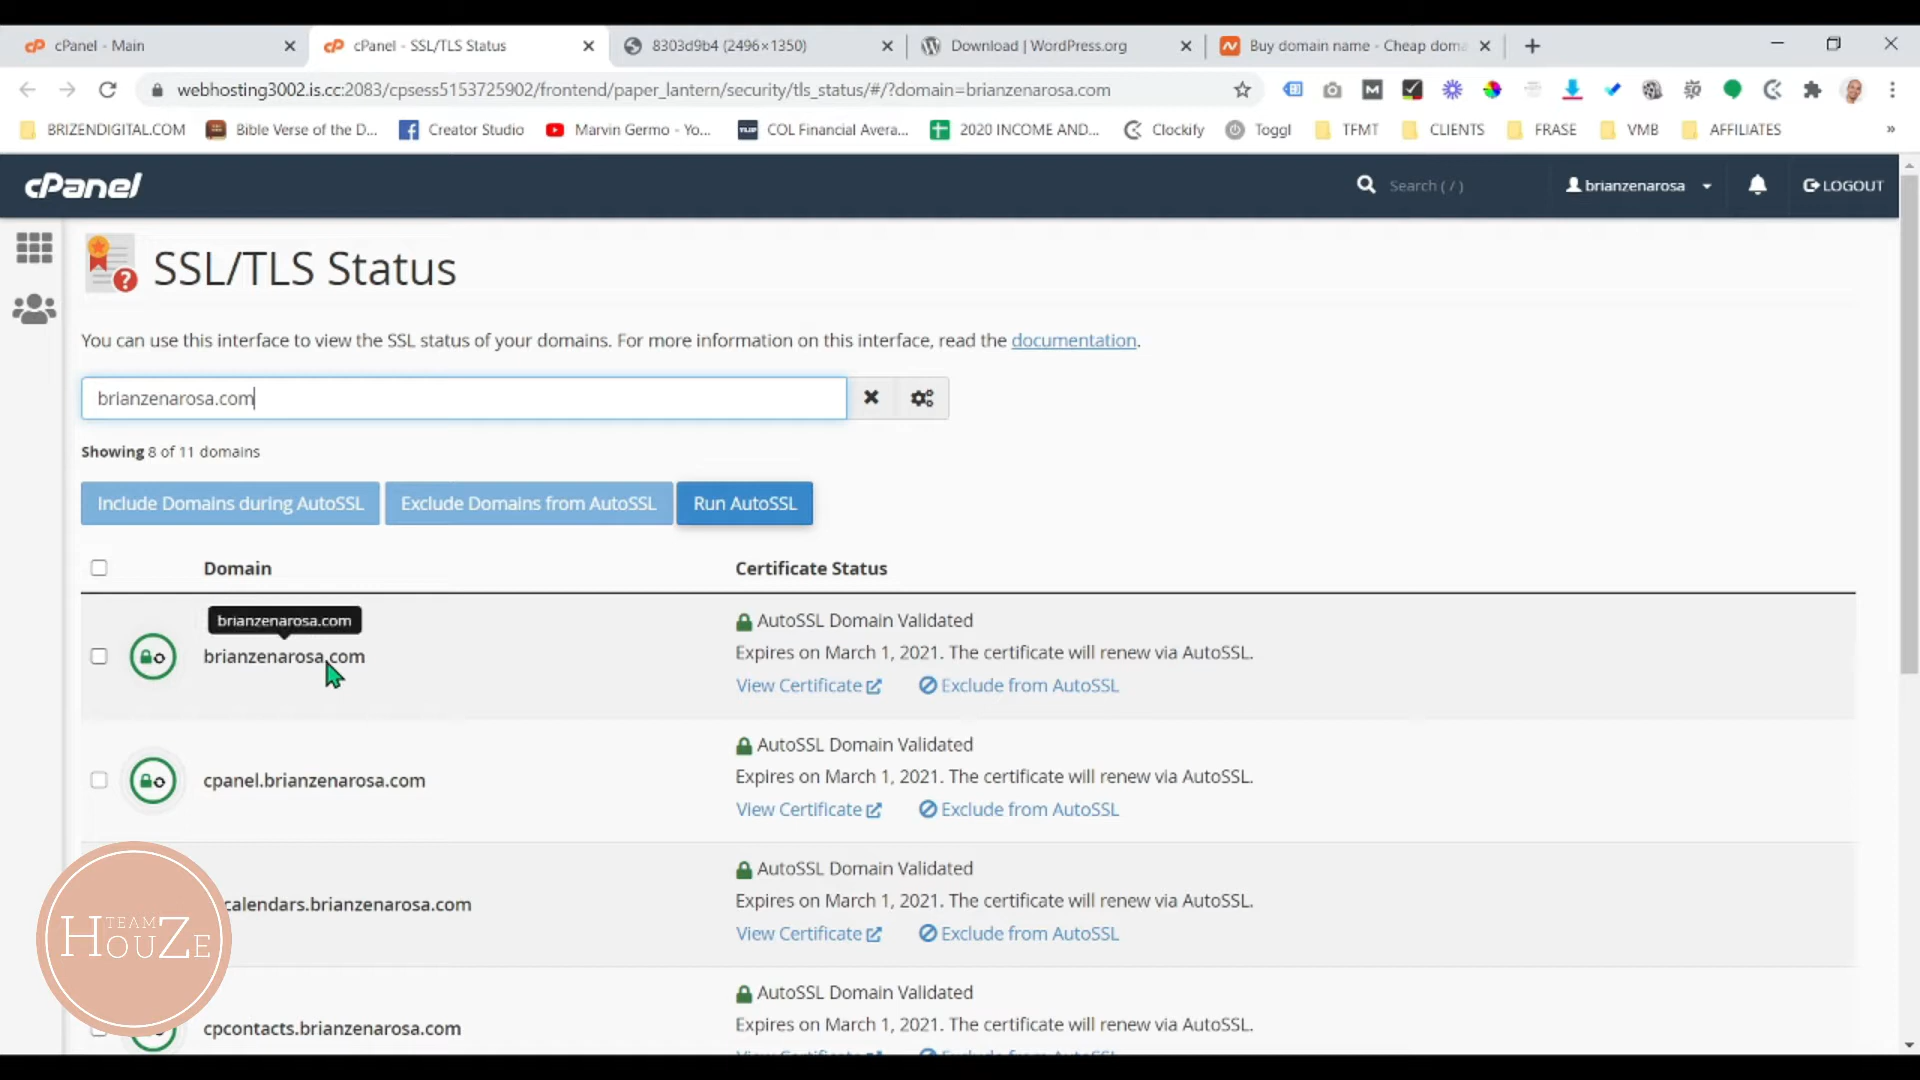 cPanel - Main
cPanel - SSL/TLS Status
8303d9b4 (2496×1350)
Download | WordPress.org
Buy domain name - Cheap doma
webhosting3002.is.cc:2083/cpsess5153725902/frontend/paper_lantern/security/tls_status/#/?domain=brianzenarosa.com
BRIZENDIGITAL.COM
Bible Verse of the D...
Creator Studio
Marvin Germo - Yo...
COL Financial Avera...
2020 INCOME AND...
Clockify
Toggl
TFMT
CLIENTS
FRASE
VMB
AFFILIATES
»
cPanel
Search ( / )
brianzenarosa
LOGOUT
SSL/TLS Status
You can use this interface to view the SSL status of your domains. For more information on this interface, read the documentation.
brianzenarosa.com
Showing 8 of 11 domains
Include Domains during AutoSSL
Exclude Domains from AutoSSL
Run AutoSSL
Domain
Certificate Status
brianzenarosa.com
brianzenarosa.com
AutoSSL Domain Validated
Expires on March 1, 2021. The certificate will renew via AutoSSL.
View Certificate
Exclude from AutoSSL
cpanel.brianzenarosa.com
AutoSSL Domain Validated
Expires on March 1, 2021. The certificate will renew via AutoSSL.
View Certificate
Exclude from AutoSSL
calendars.brianzenarosa.com
AutoSSL Domain Validated
Expires on March 1, 2021. The certificate will renew via AutoSSL.
View Certificate
Exclude from AutoSSL
cpcontacts.brianzenarosa.com
AutoSSL Domain Validated
Expires on March 1, 2021. The certificate will renew via AutoSSL.
TEAM
HOUZE